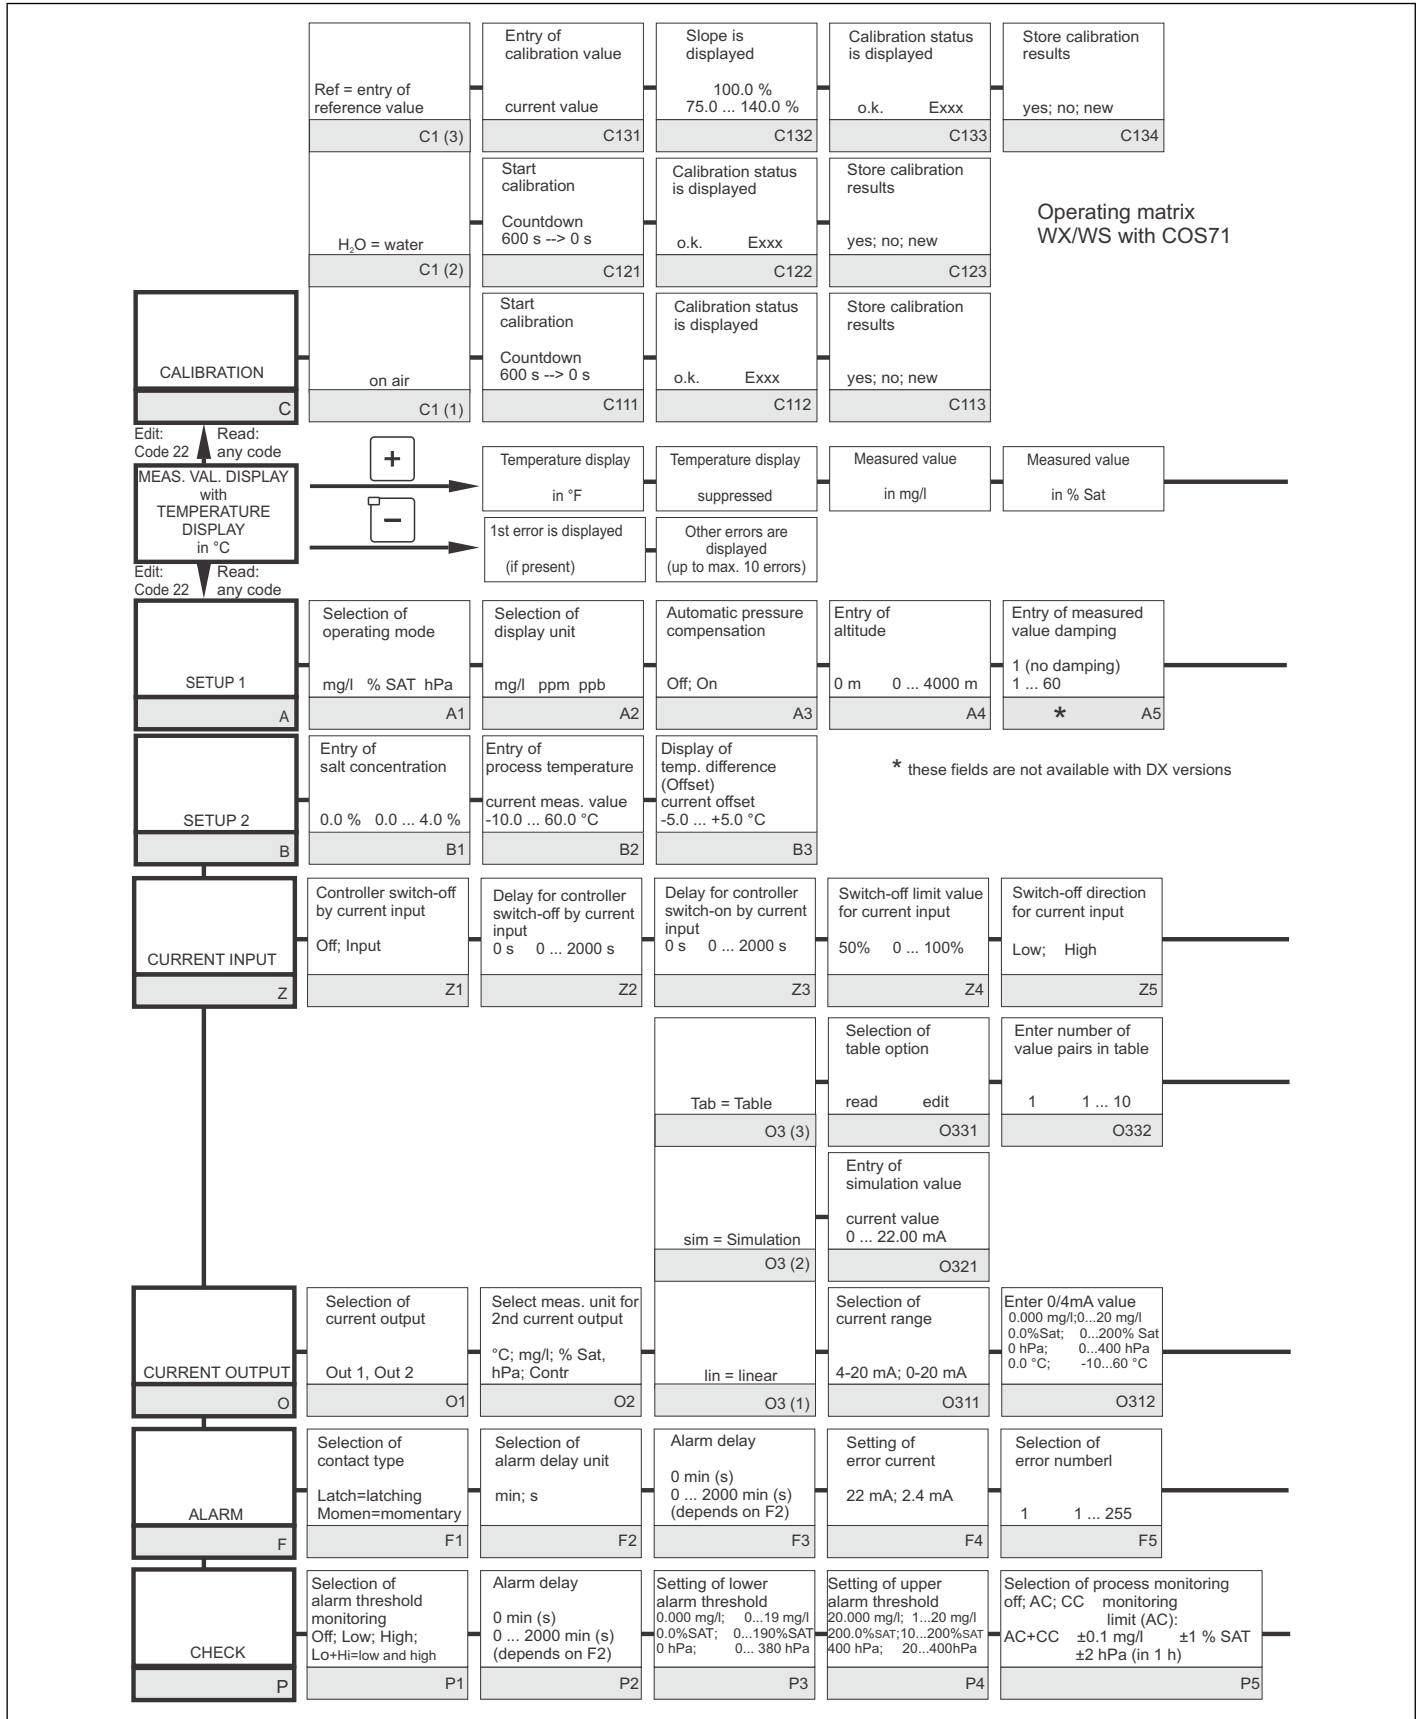 Ref = entry of
reference value
C1 (3)
Entry of
calibration value
current value
C131
Slope is
displayed
100.0 %
75.0 ... 140.0 %
C132
Calibration status
is displayed
o.k. Exxx
C133
Store calibration
results
yes; no; new
C134
H2O = water
C1 (2)
Start
calibration
Countdown
600 s --> 0 s
C121
Calibration status
is displayed
o.k. Exxx
C122
Store calibration
results
yes; no; new
C123
Operating matrix
WX/WS with COS71
CALIBRATION
C
on air
C1 (1)
Start
calibration
Countdown
600 s --> 0 s
C111
Calibration status
is displayed
o.k. Exxx
C112
Store calibration
results
yes; no; new
C113
Edit: Read:
Code 22 any code
MEAS. VAL. DISPLAY
with
TEMPERATURE
DISPLAY
in °C
+
Temperature display
in °F
Temperature display
suppressed
Measured value
in mg/l
Measured value
in % Sat
−
1st error is displayed
(if present)
Other errors are
displayed
(up to max. 10 errors)
Edit: Read:
Code 22 any code
SETUP 1
A
Selection of
operating mode
mg/l % SAT hPa
A1
Selection of
display unit
mg/l ppm ppb
A2
Automatic pressure
compensation
Off; On
A3
Entry of
altitude
0 m 0 ... 4000 m
A4
Entry of measured
value damping
1 (no damping)
1 ... 60
* A5
SETUP 2
B
Entry of
salt concentration
0.0 % 0.0 ... 4.0 %
B1
Entry of
process temperature
current meas. value
-10.0 ... 60.0 °C
B2
Display of
temp. difference
(Offset)
current offset
-5.0 ... +5.0 °C
B3
* these fields are not available with DX versions
CURRENT INPUT
Z
Controller switch-off
by current input
Off; Input
Z1
Delay for controller
switch-off by current
input
0 s 0 ... 2000 s
Z2
Delay for controller
switch-on by current
input
0 s 0 ... 2000 s
Z3
Switch-off limit value
for current input
50% 0 ... 100%
Z4
Switch-off direction
for current input
Low; High
Z5
Tab = Table
O3 (3)
Selection of
table option
read edit
O331
Enter number of
value pairs in table
1 1 ... 10
O332
sim = Simulation
O3 (2)
Entry of
simulation value
current value
0 ... 22.00 mA
O321
CURRENT OUTPUT
O
Selection of
current output
Out 1, Out 2
O1
Select meas. unit for
2nd current output
°C; mg/l; % Sat,
hPa; Contr
O2
lin = linear
O3 (1)
Selection of
current range
4-20 mA; 0-20 mA
O311
Enter 0/4mA value
0.000 mg/l;0...20 mg/l
0.0%Sat; 0...200% Sat
0 hPa; 0...400 hPa
0.0 °C; -10...60 °C
O312
ALARM
F
Selection of
contact type
Latch=latching
Momen=momentary
F1
Selection of
alarm delay unit
min; s
F2
Alarm delay
0 min (s)
0 ... 2000 min (s)
(depends on F2)
F3
Setting of
error current
22 mA; 2.4 mA
F4
Selection of
error numberl
1 1 ... 255
F5
CHECK
P
Selection of
alarm threshold
monitoring
Off; Low; High;
Lo+Hi=low and high
P1
Alarm delay
0 min (s)
0 ... 2000 min (s)
(depends on F2)
P2
Setting of lower
alarm threshold
0.000 mg/l; 0...19 mg/l
0.0%SAT; 0...190%SAT
0 hPa; 0... 380 hPa
P3
Setting of upper
alarm threshold
20.000 mg/l; 1...20 mg/l
200.0%SAT;10...200%SAT
400 hPa; 20...400hPa
P4
Selection of process monitoring
off; AC; CC monitoring
limit (AC):
AC+CC ±0.1 mg/l ±1 % SAT
±2 hPa (in 1 h)
P5